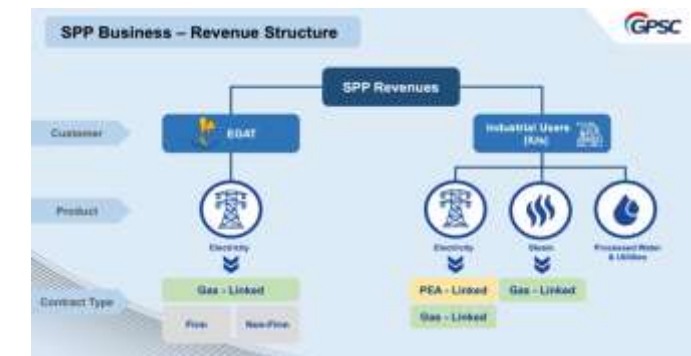 SPP Business – Revenue Structure
GPSC
SPP Revenues
Customer
EGAT
Industrial Users
(IUs)
Product
Electricity
Electricity
Steam
Processed Water
& Utilities
Contract Type
Gas - Linked
PEA - Linked
Gas - Linked
Firm
Non-Firm
Gas - Linked